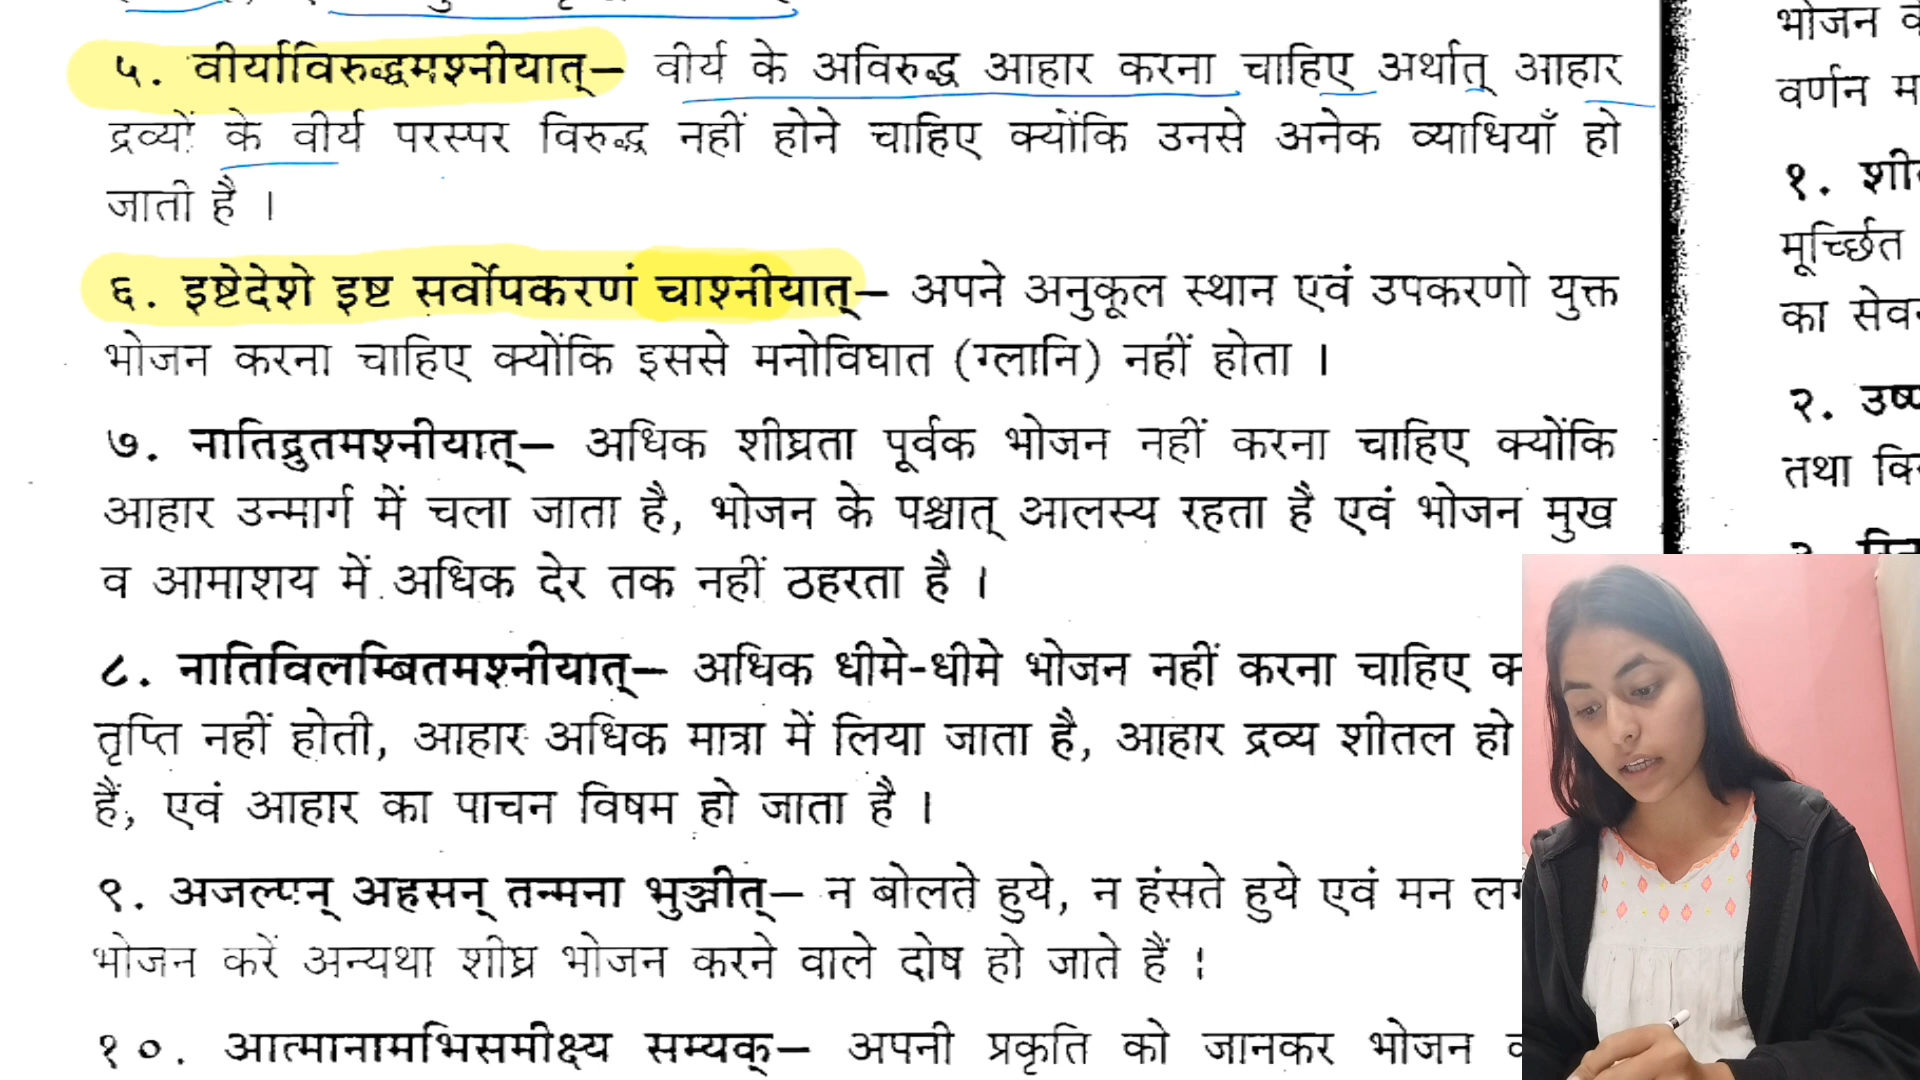 ५. वीर्याविरुद्धमश्नीयात्– वीर्य के अविरुद्ध आहार करना चाहिए अर्थात् आहार
द्रव्यों के वीर्य परस्पर विरुद्ध नहीं होने चाहिए क्योंकि उनसे अनेक व्याधियाँ हो
जाती है ।
६. इष्टेदेशे इष्ट सर्वोपकरणं चाश्नीयात्– अपने अनुकूल स्थान एवं उपकरणो युक्त
भोजन करना चाहिए क्योंकि इससे मनोविघात (ग्लानि) नहीं होता ।
७. नातिद्रुतमश्नीयात्– अधिक शीघ्रता पूर्वक भोजन नहीं करना चाहिए क्योंकि
आहार उन्मार्ग में चला जाता है, भोजन के पश्चात् आलस्य रहता है एवं भोजन मुख
व आमाशय में अधिक देर तक नहीं ठहरता है ।
८. नातिविलम्बितमश्नीयात्– अधिक धीमे-धीमे भोजन नहीं करना चाहिए
तृप्ति नहीं होती, आहार अधिक मात्रा में लिया जाता है, आहार द्रव्य शीतल हो
हैं, एवं आहार का पाचन विषम हो जाता है ।
९. अजल्पन् अहसन् तन्मना भुञ्जीत्– न बोलते हुये, न हंसते हुये एवं मन
भोजन करें अन्यथा शीघ्र भोजन करने वाले दोष हो जाते हैं ।
१०. आत्मानामभिसमीक्ष्य सम्यक्– अपनी प्रकृति को जानकर भोजन
भोजन
वर्णन
१.
मूर्च्छित
का
२.
तथा